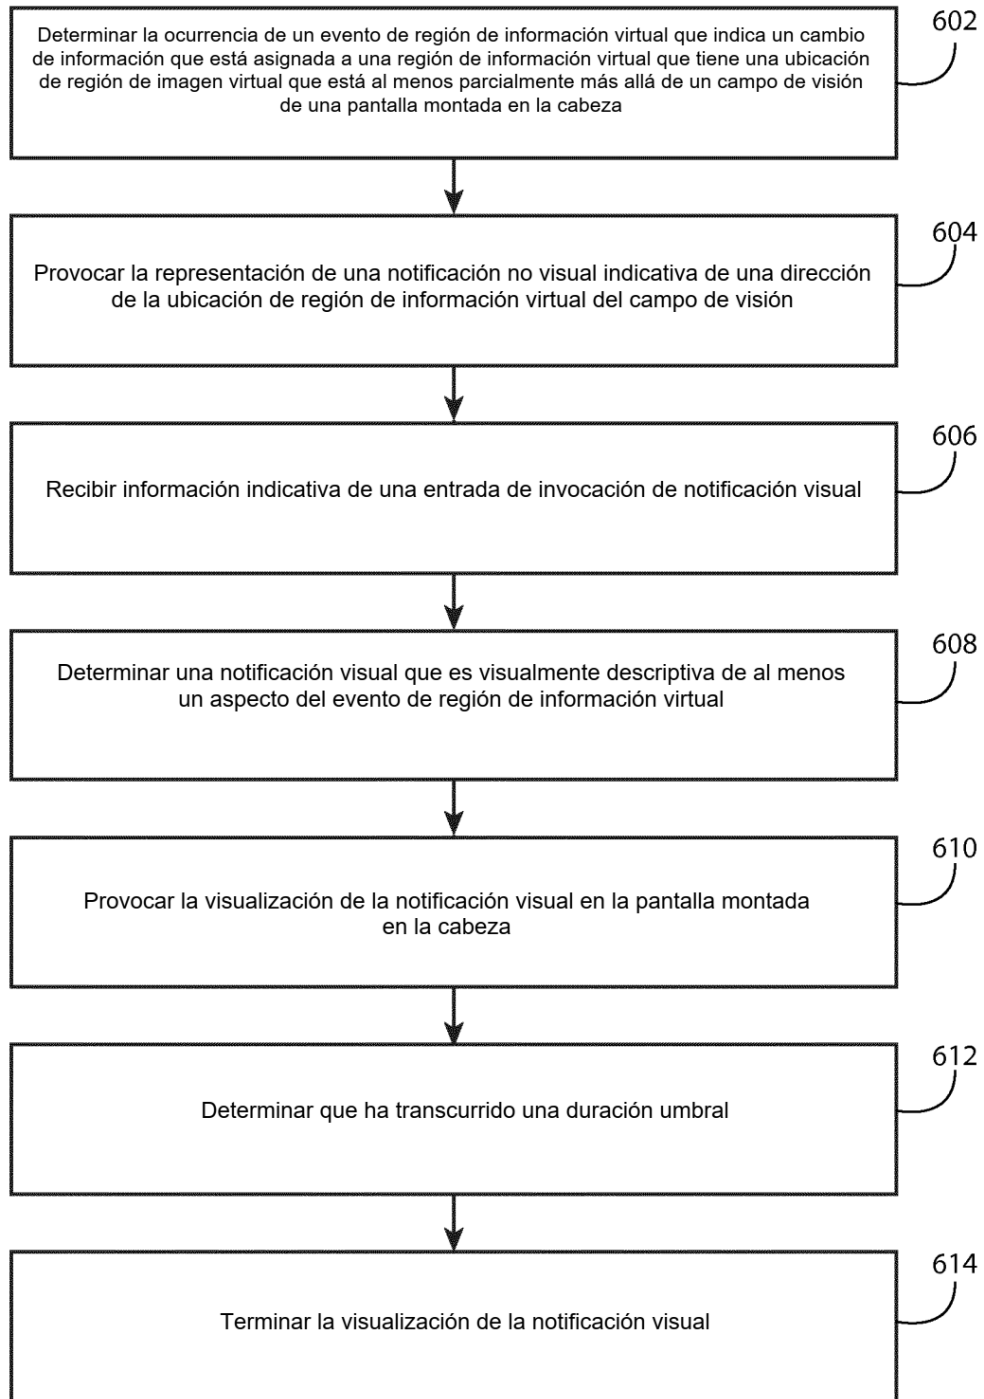 602
Determinar la ocurrencia de un evento de región de información virtual que indica un cambio
de información que está asignada a una región de información virtual que tiene una ubicación
de región de imagen virtual que está al menos parcialmente más allá de un campo de visión
de una pantalla montada en la cabeza
604
Provocar la representación de una notificación no visual indicativa de una dirección
de la ubicación de región de información virtual del campo de visión
606
Recibir información indicativa de una entrada de invocación de notificación visual
608
Determinar una notificación visual que es visualmente descriptiva de al menos
un aspecto del evento de región de información virtual
610
Provocar la visualización de la notificación visual en la pantalla montada
en la cabeza
612
Determinar que ha transcurrido una duración umbral
614
Terminar la visualización de la notificación visual